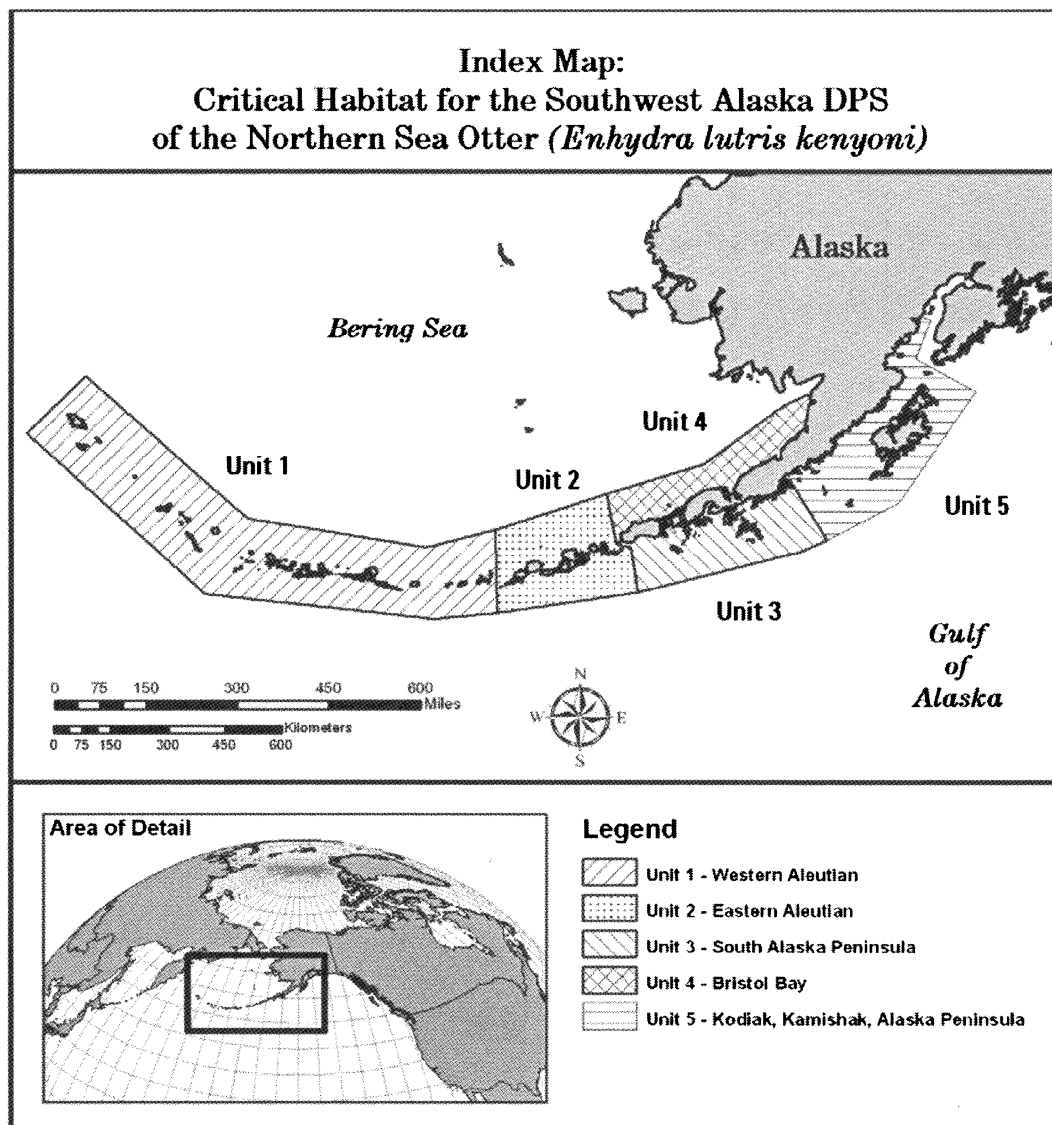 Index Map:
Critical Habitat for the Southwest Alaska DPS
of the Northern Sea Otter (Enhydra lutris kenyoni)
Alaska
Bering Sea
Unit 4
Unit 1
Unit 2
Unit 5
Unit 3
Gulf
of
Alaska
0 75 150 300 450 600
Miles
Kilometers
0 75 150 300 450 600
N
W E
S
Area of Detail
Legend
Unit 1 - Western Aleutian
Unit 2 - Eastern Aleutian
Unit 3 - South Alaska Peninsula
Unit 4 - Bristol Bay
Unit 5 - Kodiak, Kamishak, Alaska Peninsula